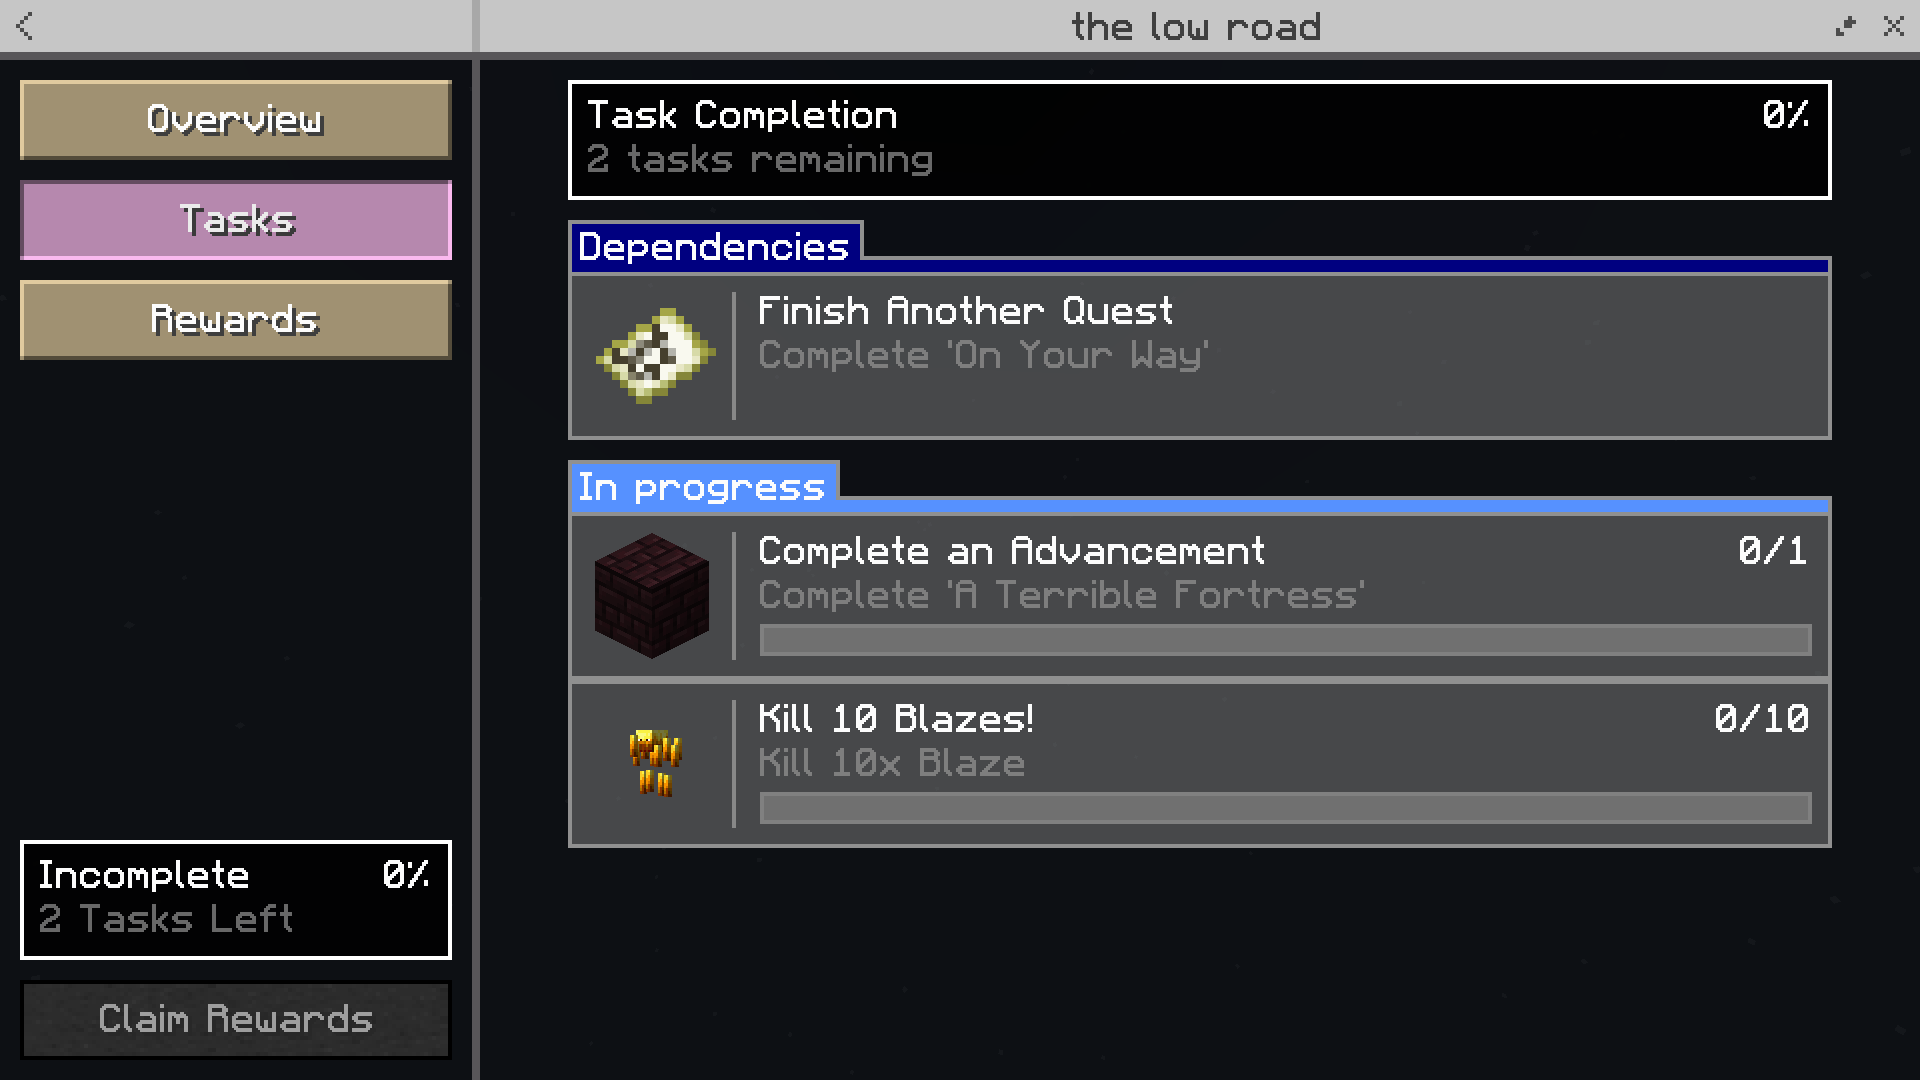 the low road
Overview
Tasks
Rewards
Task Completion 0%
2 tasks remaining
Dependencies
Finish Another Quest
Complete 'On Your Way'
In progress
Complete an Advancement 0/1
Complete 'A Terrible Fortress'
Kill 10 Blazes! 0/10
Kill 10x Blaze
Incomplete 0%
2 Tasks Left
Claim Rewards